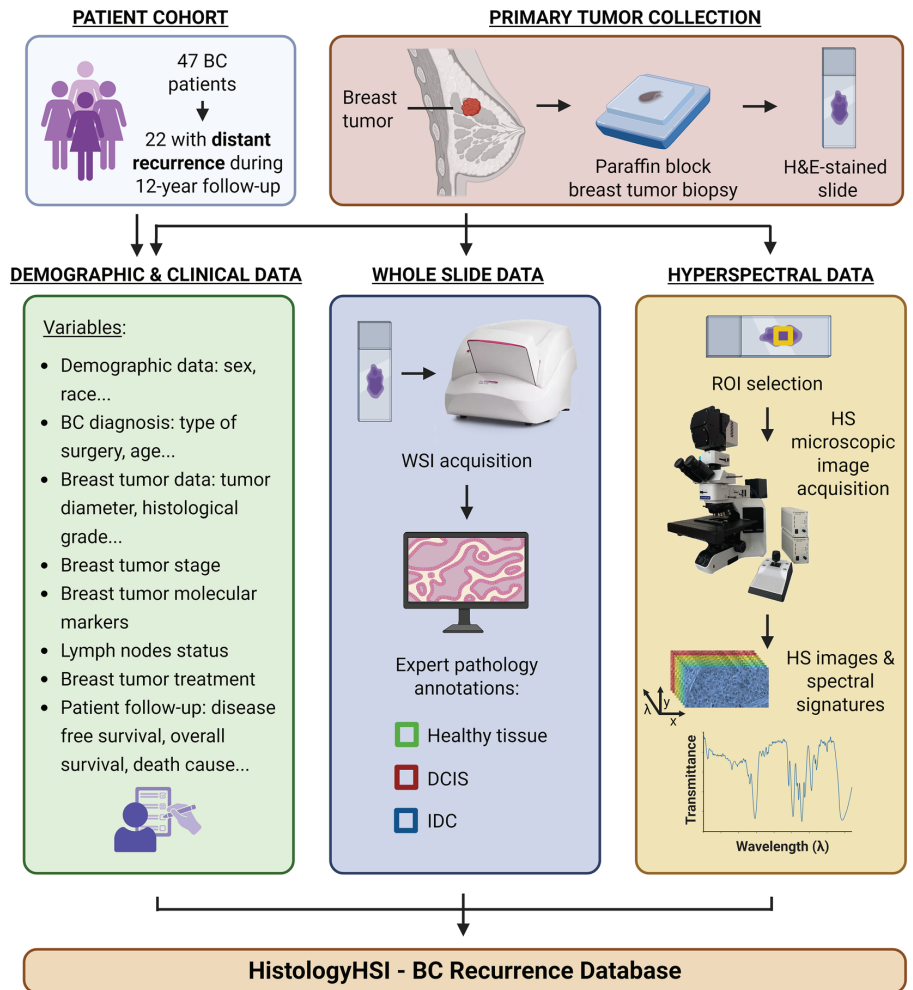 PATIENT COHORT
47 BC
patients
22 with distant
recurrence during
12-year follow-up
PRIMARY TUMOR COLLECTION
Breast
tumor
Paraffin block
breast tumor biopsy
H&E-stained
slide
DEMOGRAPHIC & CLINICAL DATA
Variables:
• Demographic data: sex,
race...
• BC diagnosis: type of
surgery, age...
• Breast tumor data: tumor
diameter, histological
grade...
• Breast tumor stage
• Breast tumor molecular
markers
• Lymph nodes status
• Breast tumor treatment
• Patient follow-up: disease
free survival, overall
survival, death cause...
WHOLE SLIDE DATA
WSI acquisition
Expert pathology
annotations:
Healthy tissue
DCIS
IDC
HYPERSPECTRAL DATA
ROI selection
HS
microscopic
image
acquisition
HS images &
spectral
signatures
λ
y
x
Transmittance
Wavelength (λ)
HistologyHSI - BC Recurrence Database